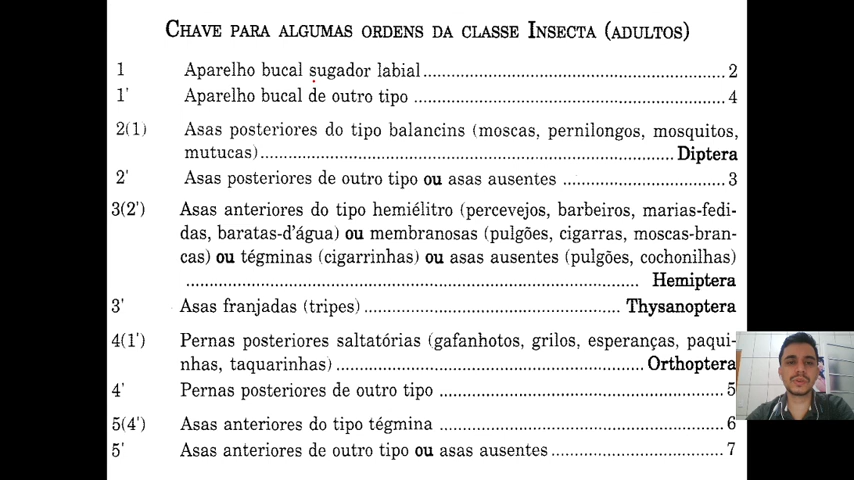 CHAVE PARA ALGUMAS ORDENS DA CLASSE INSECTA (ADULTOS)
1 Aparelho bucal sugador labial 2
1' Aparelho bucal de outro tipo 4
2(1) Asas posteriores do tipo balancins (moscas, pernilongos, mosquitos,
mutucas) Diptera
2' Asas posteriores de outro tipo ou asas ausentes 3
3(2') Asas anteriores do tipo hemiélitro (percevejos, barbeiros, marias-fedi-
das, baratas-d'água) ou membranosas (pulgões, cigarras, moscas-bran-
cas) ou tégminas (cigarrinhas) ou asas ausentes (pulgões, cochonilhas)
Hemiptera
3' Asas franjadas (tripes) Thysanoptera
4(1') Pernas posteriores saltatórias (gafanhotos, grilos, esperanças, paqui-
nhas, taquarinhas) Orthoptera
4' Pernas posteriores de outro tipo 5
5(4') Asas anteriores do tipo tégmina 6
5' Asas anteriores de outro tipo ou asas ausentes 7